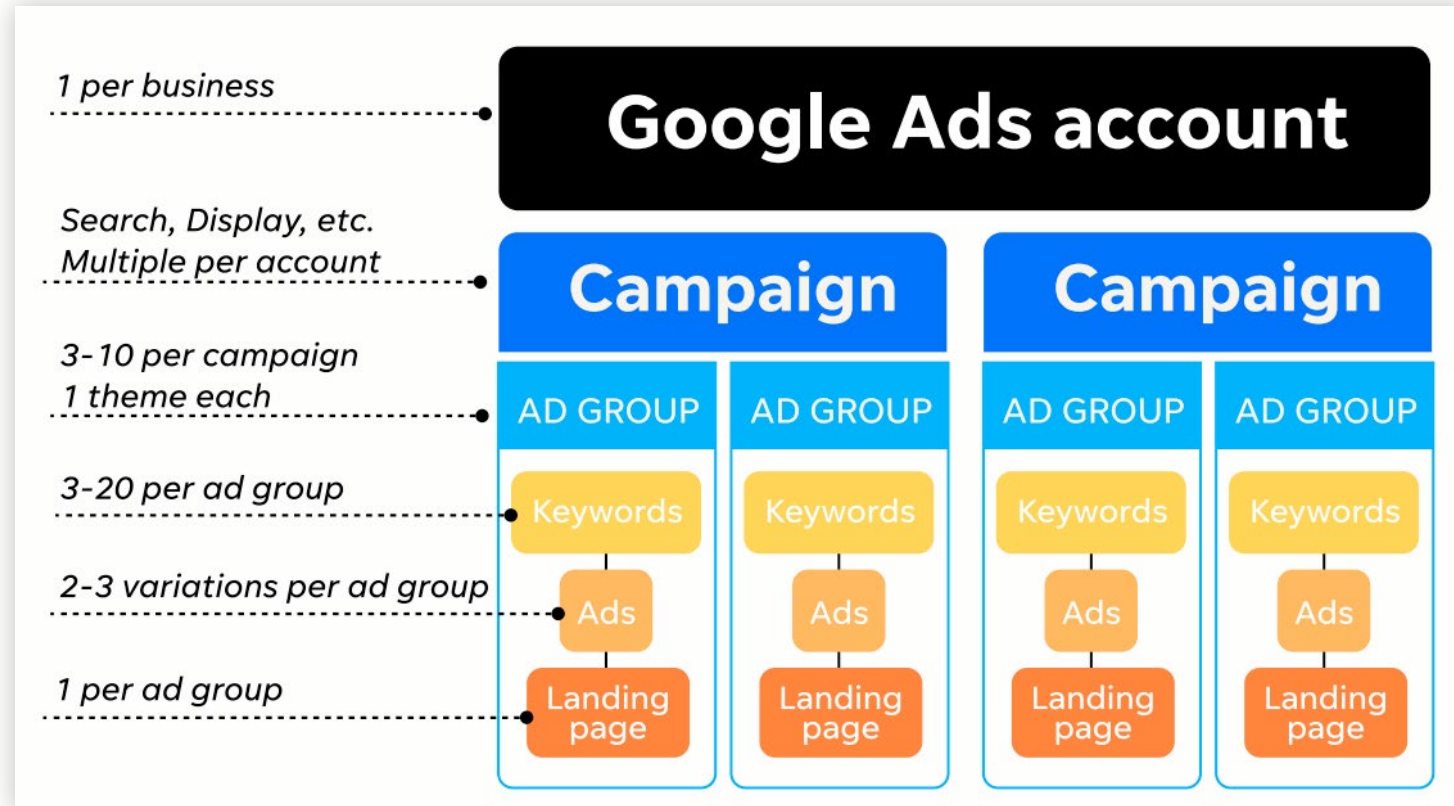 1 per business
Google Ads account
Search, Display, etc.
Multiple per account
Campaign
Campaign
3-10 per campaign
1 theme each
AD GROUP
AD GROUP
AD GROUP
AD GROUP
3-20 per ad group
Keywords
Keywords
Keywords
Keywords
2-3 variations per ad group
Ads
Ads
Ads
Ads
1 per ad group
Landing
page
Landing
page
Landing
page
Landing
page